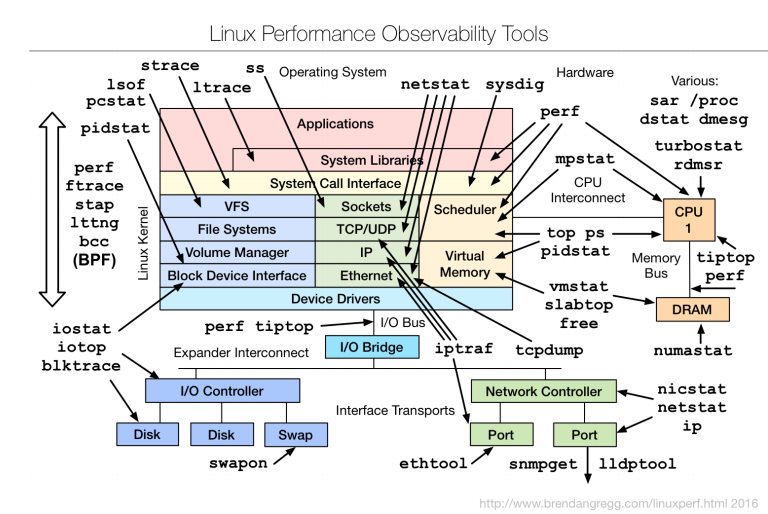 Linux Performance Observability Tools
strace
ss
Operating System
netstat
sysdig
Hardware
Various:
sar /proc
dstat dmesg
lsof
pcstat
ltrace
pidstat
perf
turbostat
rdmsr
mpstat
CPU
Interconnect
perf
ftrace
stap
lttng
bcc
(BPF)
Linux Kernel
Applications
System Libraries
System Call Interface
VFS
Sockets
Scheduler
File Systems
TCP/UDP
Volume Manager
IP
Virtual
Memory
Block Device Interface
Ethernet
Device Drivers
CPU
1
top ps
pidstat
Memory
Bus
tiptop
perf
vmstat
slabtop
free
DRAM
numastat
iostat
iotop
blktrace
perf tiptop
I/O Bus
I/O Bridge
iptraf
tcpdump
Expander Interconnect
I/O Controller
Disk
Disk
Swap
swapon
Interface Transports
Network Controller
Port
Port
nicstat
netstat
ip
ethtool
snmpget
lldptool
http://www.brendangregg.com/linuxperf.html 2016